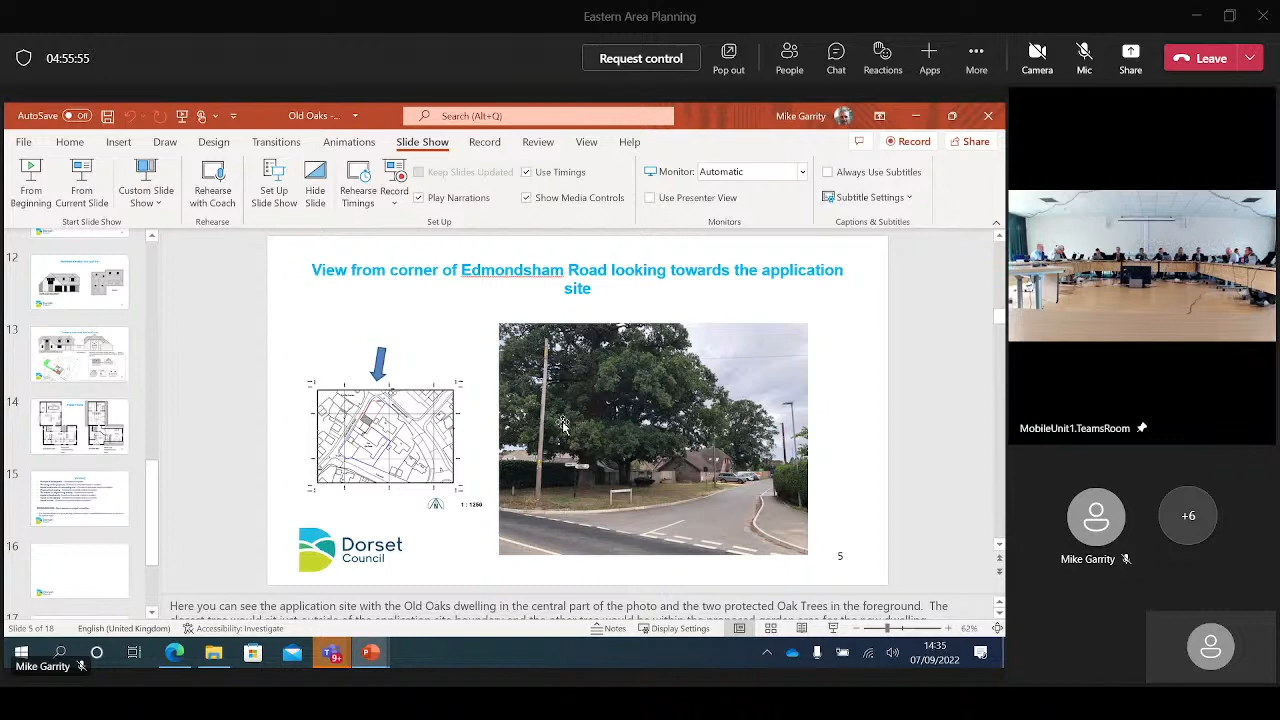 Eastern Area Planning
04:55:55
Request control
Pop out
People
Chat
Reactions
Apps
More
Camera
Mic
Share
Leave
AutoSave Off
Old Oaks -...
Search (Alt+Q)
Mike Garrity
File Home Insert Draw Design Transitions Animations Slide Show Record Review View Help
Record
Share
From Beginning
From Current Slide
Custom Slide Show
Start Slide Show
Rehearse with Coach
Rehearse
Set Up Slide Show
Hide Slide
Rehearse Timings
Record
Keep Slides Updated
Play Narrations
Use Timings
Show Media Controls
Set Up
Monitor: Automatic
Use Presenter View
Monitors
Always Use Subtitles
Subtitle Settings
Captions & Subtitles
12
13
14
15
16
17
View from corner of Edmondsham Road looking towards the application
site
1 : 1250
Dorset
Council
5
Here you can see the application site with the Old Oaks dwelling in the central part of the photo and the two protected Oak Trees in the foreground. The
Slide 5 of 18
English (United Kingdom)
Accessibility: Investigate
Notes
Display Settings
62%
9+
14:35
07/09/2022
Mike Garrity
MobileUnit1.TeamsRoom
Mike Garrity
+6